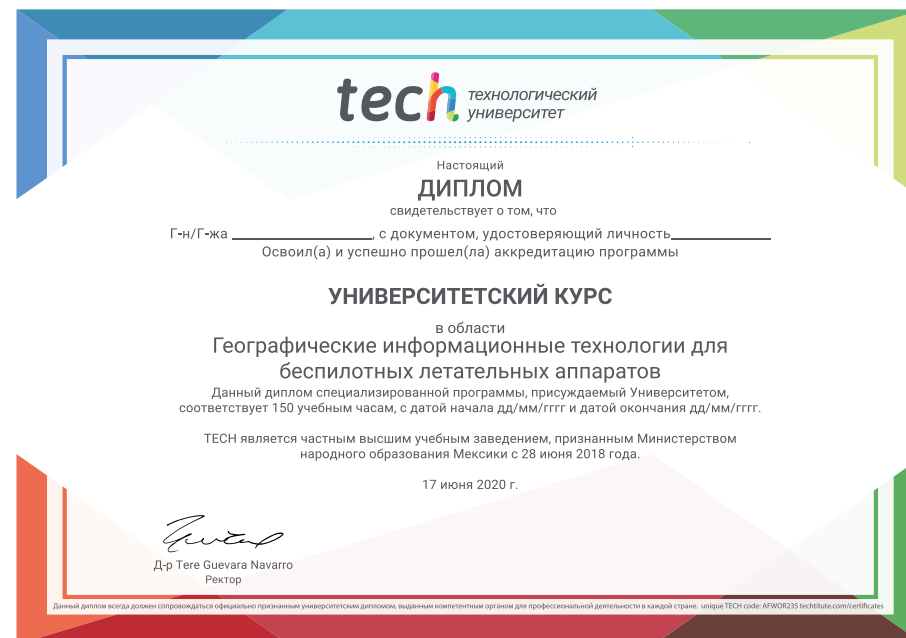 tech технологический
университет
Настоящий
ДИПЛОМ
свидетельствует о том, что
Г-н/Г-жа __________________, с документом, удостоверяющий личность_____________
Освоил(а) и успешно прошел(ла) аккредитацию программы
УНИВЕРСИТЕТСКИЙ КУРС
в области
Географические информационные технологии для
беспилотных летательных аппаратов
Данный диплом специализированной программы, присуждаемый Университетом,
соответствует 150 учебным часам, с датой начала дд/мм/гггг и датой окончания дд/мм/гггг.
TECH является частным высшим учебным заведением, признанным Министерством
народного образования Мексики с 28 июня 2018 года.
17 июня 2020 г.
Д-р Tere Guevara Navarro
Ректор
Данный диплом всегда должен сопровождаться официально признанным университетским дипломом, выданным компетентным органом для профессиональной деятельности в каждой стране. unique TECH code: AFWOR23S techtitute.com/certificates